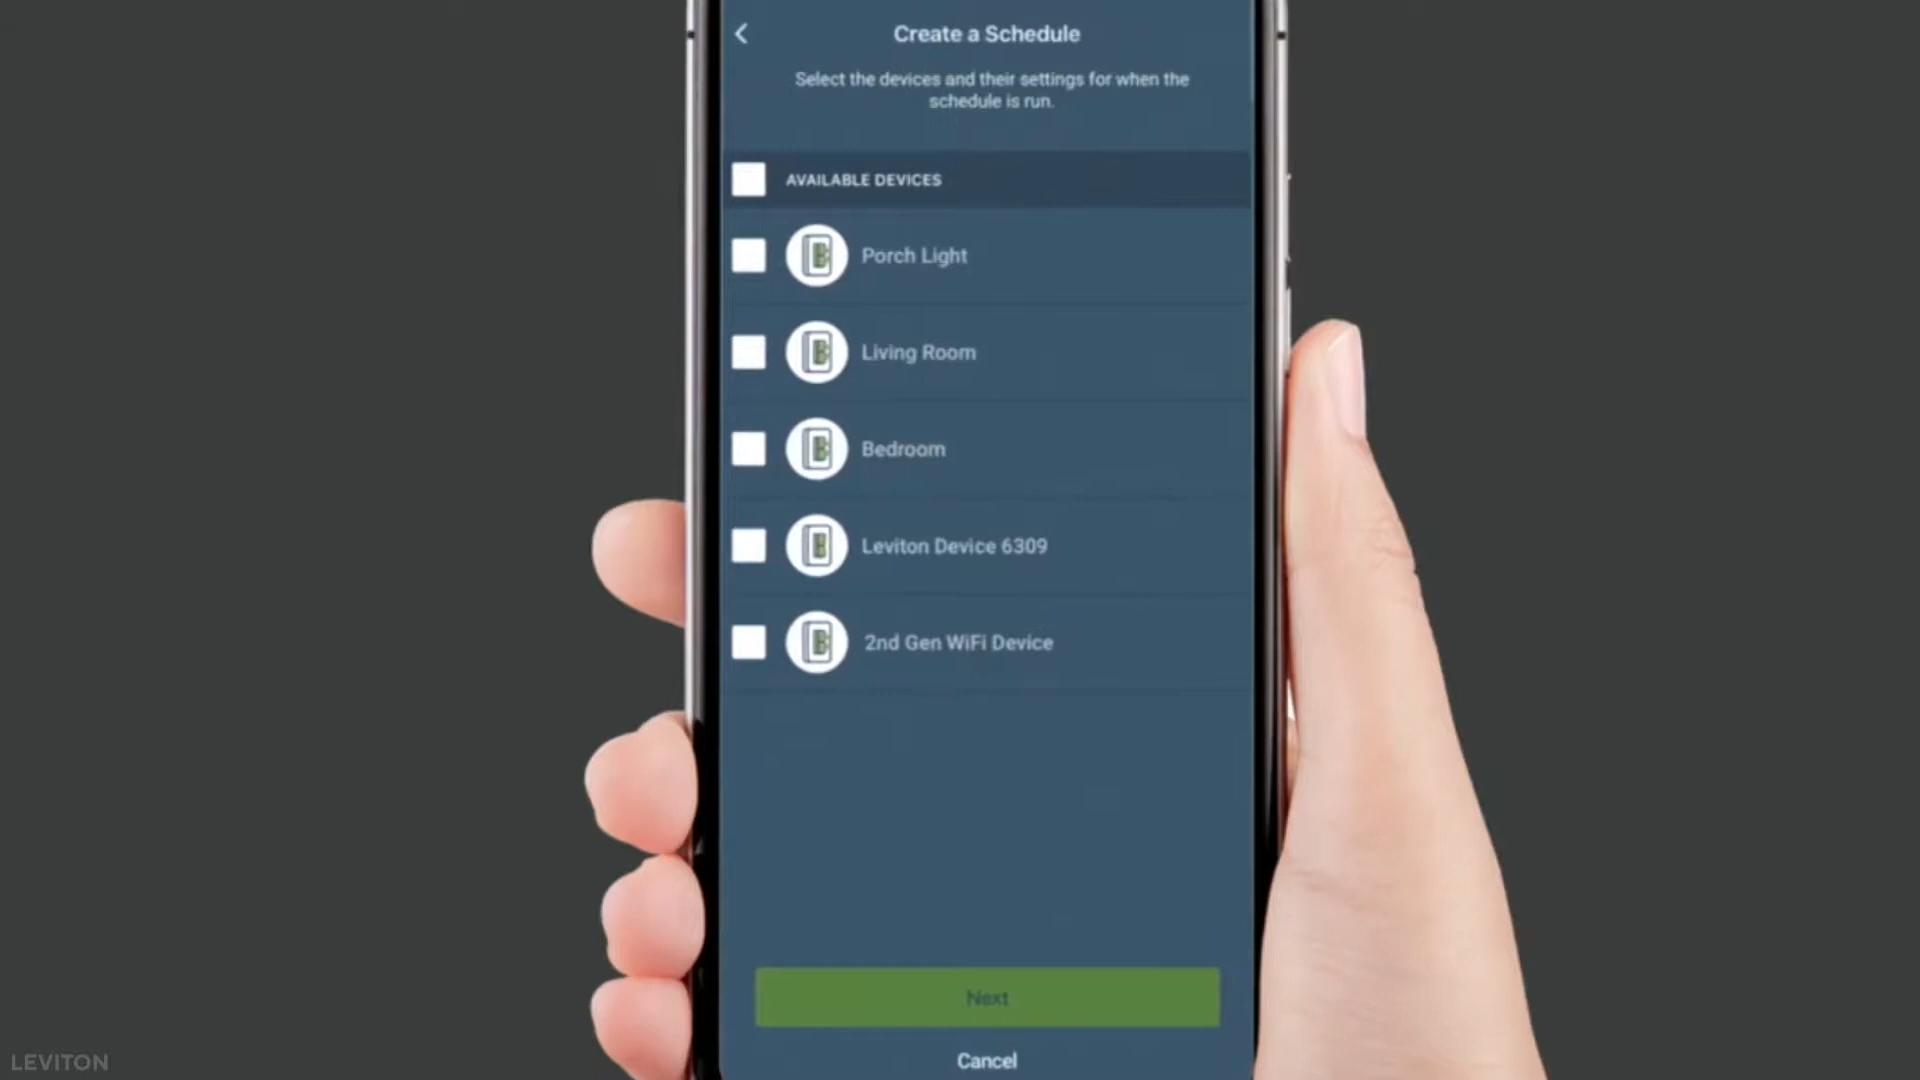 Create a Schedule
Select the devices and their settings for when the
schedule is run.
AVAILABLE DEVICES
Porch Light
Living Room
Bedroom
Leviton Device 6309
2nd Gen WiFi Device
Next
Cancel
LEVITON